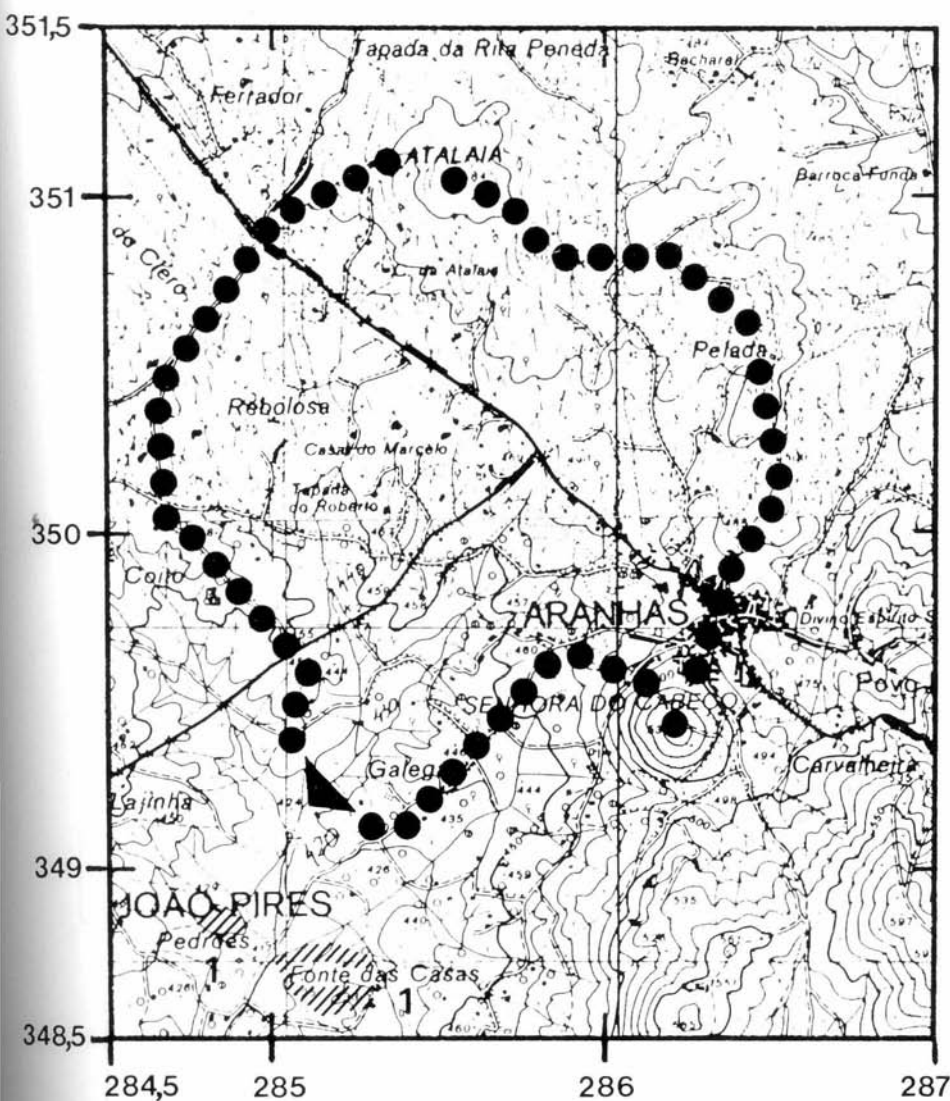 351,5
Tapada da Rita Peneda
Bacharel
Ferrador
ATALAIA
351
Barroca Funda
do Clero
da Atalaia
Pelada
Rebolosa
Casal do Marcelo
Tapada
do Roberto
350
Coito
ARANHAS
Divino Espírito S
SENHORA DO CABEÇO
Povo
Galega
Carvalheira
Lajinha
435
349
JOÃO PIRES
Pedrões
1
Fonte das Casas
1
348,5
284,5
285
286
287